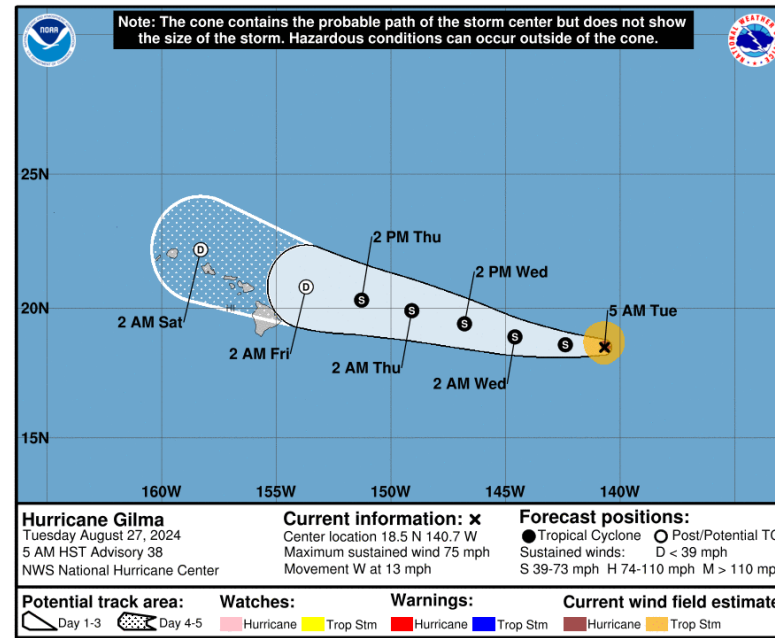 Note: The cone contains the probable path of the storm center but does not show
the size of the storm. Hazardous conditions can occur outside of the cone.
NOAA
25N
2 PM Thu
2 PM Wed
5 AM Tue
20N
HI
2 AM Sat
2 AM Fri
2 AM Thu
2 AM Wed
D
D
S
S
S
S
S
15N
160W
155W
150W
145W
140W
Hurricane Gilma
Tuesday August 27, 2024
5 AM HST Advisory 38
NWS National Hurricane Center
Current information: x
Center location 18.5 N 140.7 W
Maximum sustained wind 75 mph
Movement W at 13 mph
Forecast positions:
Tropical Cyclone Post/Potential TC
Sustained winds: D < 39 mph
S 39-73 mph H 74-110 mph M > 110 mph
Potential track area:
Day 1-3 Day 4-5
Watches:
Hurricane Trop Stm
Warnings:
Hurricane Trop Stm
Current wind field estimate
Hurricane Trop Stm